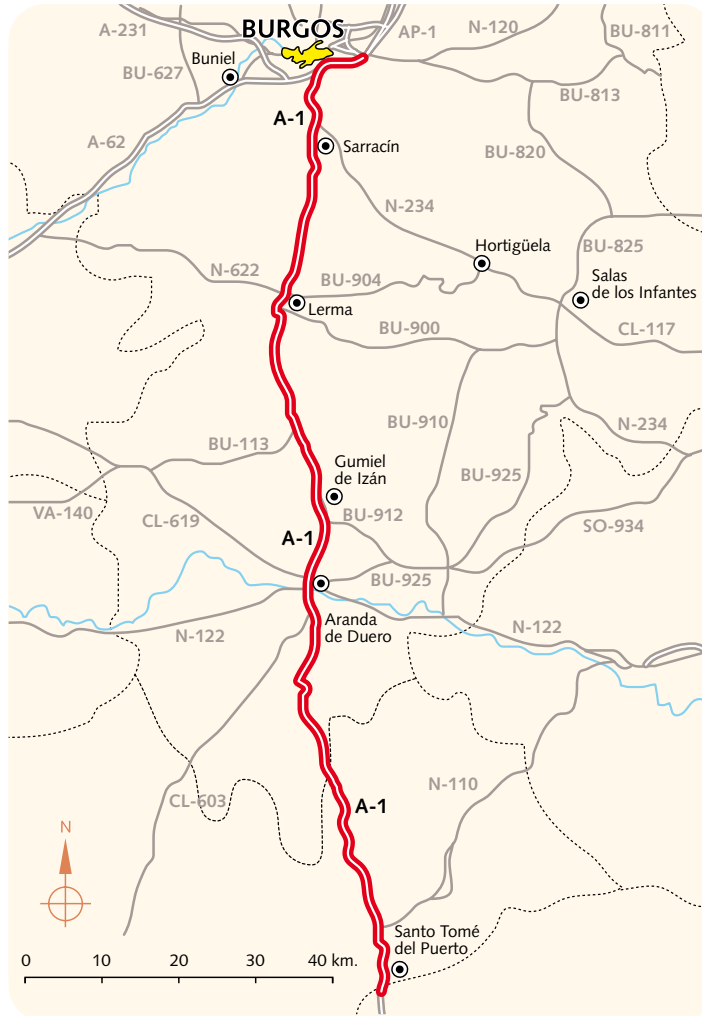 A-231
BURGOS
AP-1
N-120
BU-811
Buniel
BU-627
BU-813
A-1
A-62
Sarracín
BU-820
N-234
Hortigüela
BU-825
N-622
BU-904
Salas
de los Infantes
Lerma
BU-900
CL-117
BU-910
N-234
BU-113
Gumiel
de Izán
BU-925
VA-140
CL-619
BU-912
SO-934
A-1
BU-925
Aranda
de Duero
N-122
N-122
N-110
CL-603
A-1
N
Santo Tomé
del Puerto
0 10 20 30 40 km.